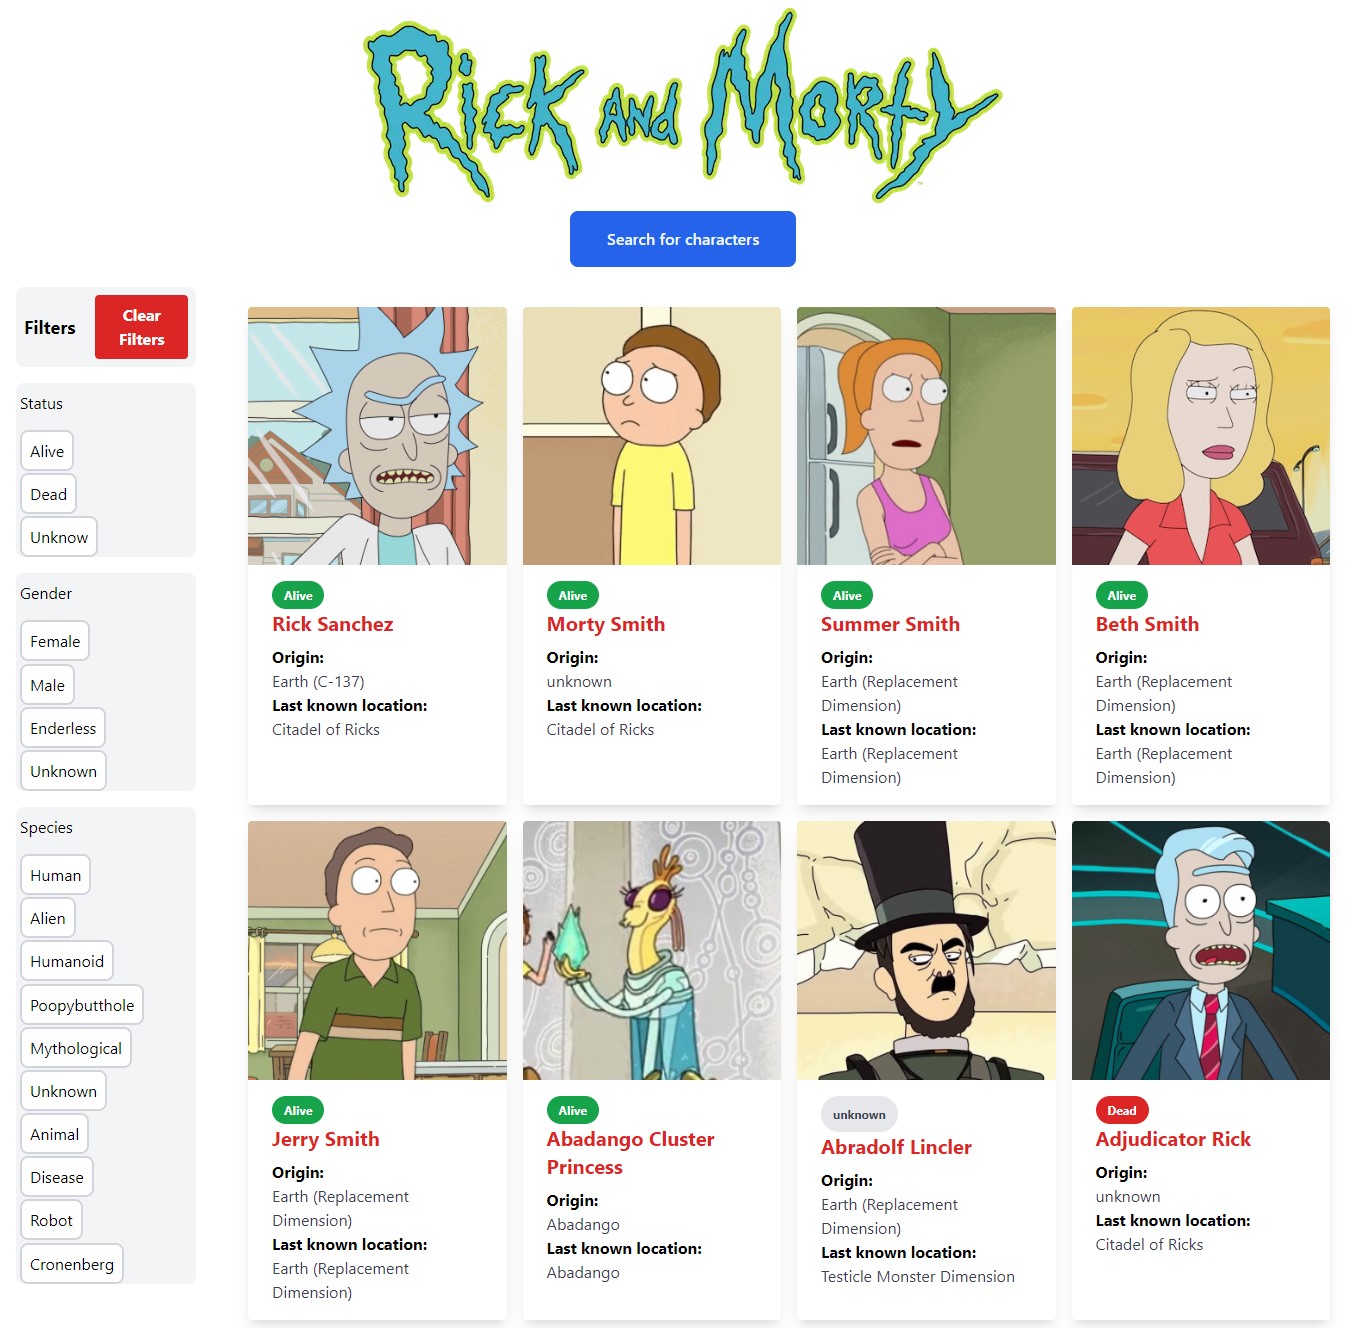 Rick and Morty
™
Search for characters
Filters
Clear
Filters
Status
Alive
Dead
Unknow
Gender
Female
Male
Enderless
Unknown
Species
Human
Alien
Humanoid
Poopybutthole
Mythological
Unknown
Animal
Disease
Robot
Cronenberg
Alive
Rick Sanchez
Origin:
Earth (C-137)
Last known location:
Citadel of Ricks
Alive
Morty Smith
Origin:
unknown
Last known location:
Citadel of Ricks
Alive
Summer Smith
Origin:
Earth (Replacement
Dimension)
Last known location:
Earth (Replacement
Dimension)
Alive
Beth Smith
Origin:
Earth (Replacement
Dimension)
Last known location:
Earth (Replacement
Dimension)
Alive
Jerry Smith
Origin:
Earth (Replacement
Dimension)
Last known location:
Earth (Replacement
Dimension)
Alive
Abadango Cluster
Princess
Origin:
Abadango
Last known location:
Abadango
unknown
Abradolf Lincler
Origin:
Earth (Replacement
Dimension)
Last known location:
Testicle Monster Dimension
Dead
Adjudicator Rick
Origin:
unknown
Last known location:
Citadel of Ricks